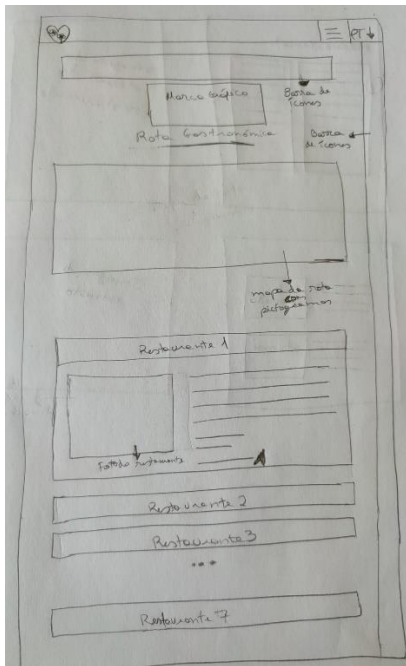 PT
Marco Gráfico
Barra de
ícones
Rota Gastronómica
Barra
de ícones
mapa da rota
com
pictogramas
Restaurante 1
Foto do restaurante
Restaurante 2
Restaurante 3
...
Restaurante 7